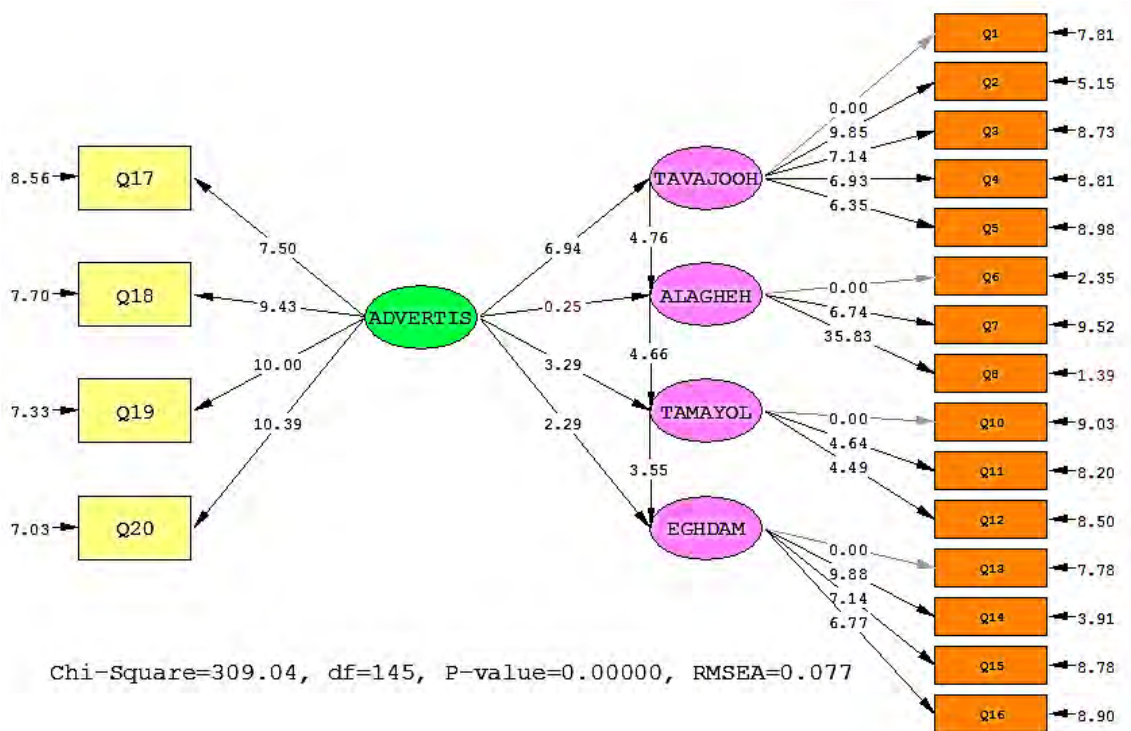 Q17
Q18
Q19
Q20
8.56
7.70
7.33
7.03
7.50
9.43
10.00
10.39
ADVERTIS
6.94
0.25
3.29
2.29
TAVAJOOH
4.76
ALAGHEH
4.66
TAMAYOL
3.55
EGHDAM
0.00
9.85
7.14
6.93
6.35
0.00
6.74
35.83
0.00
4.64
4.49
0.00
9.88
7.14
6.77
Q1
7.81
Q2
5.15
Q3
8.73
Q4
8.81
Q5
8.98
Q6
2.35
Q7
9.52
Q8
1.39
Q10
9.03
Q11
8.20
Q12
8.50
Q13
7.78
Q14
3.91
Q15
8.78
Q16
8.90
Chi-Square=309.04, df=145, P-value=0.00000, RMSEA=0.077